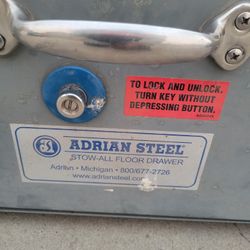 TO LOCK AND UNLOCK,
TURN KEY WITHOUT
DEPRESSING BUTTON.
ADRIAN STEEL
STOW-ALL FLOOR DRAWER
Adrian • Michigan • 800/677-2726
www.adriansteel.com